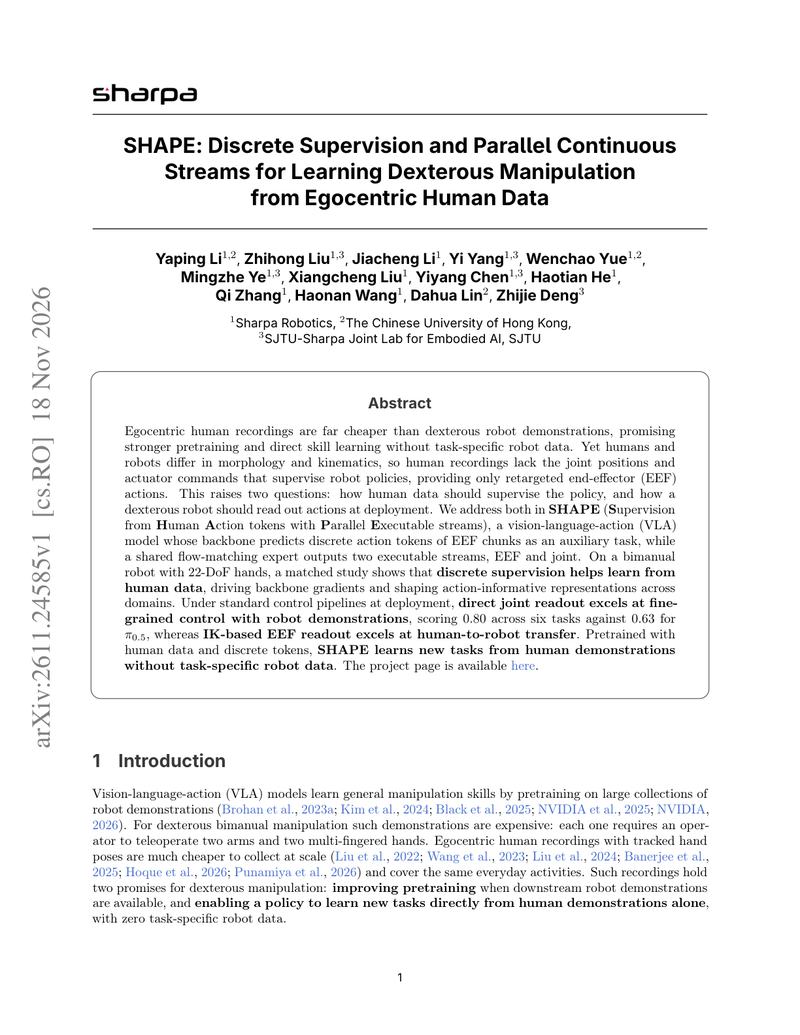 sharpa
SHAPE: Discrete Supervision and Parallel Continuous
Streams for Learning Dexterous Manipulation
from Egocentric Human Data
Yaping Li1,2, Zhihong Liu1,3, Jiacheng Li1, Yi Yang1,3, Wenchao Yue1,2,
Mingzhe Ye1,3, Xiangcheng Liu1, Yiyang Chen1,3, Haotian He1,
Qi Zhang1, Haonan Wang1, Dahua Lin2, Zhijie Deng3
1Sharpa Robotics, 2The Chinese University of Hong Kong,
3SJTU-Sharpa Joint Lab for Embodied AI, SJTU
arXiv:2611.24585v1 [cs.RO] 18 Nov 2026
Abstract
Egocentric human recordings are far cheaper than dexterous robot demonstrations, promising
stronger pretraining and direct skill learning without task-specific robot data. Yet humans and
robots differ in morphology and kinematics, so human recordings lack the joint positions and
actuator commands that supervise robot policies, providing only retargeted end-effector (EEF)
actions. This raises two questions: how human data should supervise the policy, and how a
dexterous robot should read out actions at deployment. We address both in SHAPE (Supervision
from Human Action tokens with Parallel Executable streams), a vision-language-action (VLA)
model whose backbone predicts discrete action tokens of EEF chunks as an auxiliary task, while
a shared flow-matching expert outputs two executable streams, EEF and joint. On a bimanual
robot with 22-DoF hands, a matched study shows that discrete supervision helps learn from
human data, driving backbone gradients and shaping action-informative representations across
domains. Under standard control pipelines at deployment, direct joint readout excels at fine-
grained control with robot demonstrations, scoring 0.80 across six tasks against 0.63 for
π0.5, whereas IK-based EEF readout excels at human-to-robot transfer. Pretrained with
human data and discrete tokens, SHAPE learns new tasks from human demonstrations
without task-specific robot data. The project page is available here.
1 Introduction
Vision-language-action (VLA) models learn general manipulation skills by pretraining on large collections of
robot demonstrations (Brohan et al., 2023a; Kim et al., 2024; Black et al., 2025; NVIDIA et al., 2025; NVIDIA,
2026). For dexterous bimanual manipulation such demonstrations are expensive: each one requires an oper-
ator to teleoperate two arms and two multi-fingered hands. Egocentric human recordings with tracked hand
poses are much cheaper to collect at scale (Liu et al., 2022; Wang et al., 2023; Liu et al., 2024; Banerjee et al.,
2025; Hoque et al., 2026; Punamiya et al., 2026) and cover the same everyday activities. Such recordings hold
two promises for dexterous manipulation: improving pretraining when downstream robot demonstrations
are available, and enabling a policy to learn new tasks directly from human demonstrations alone,
with zero task-specific robot data.
1